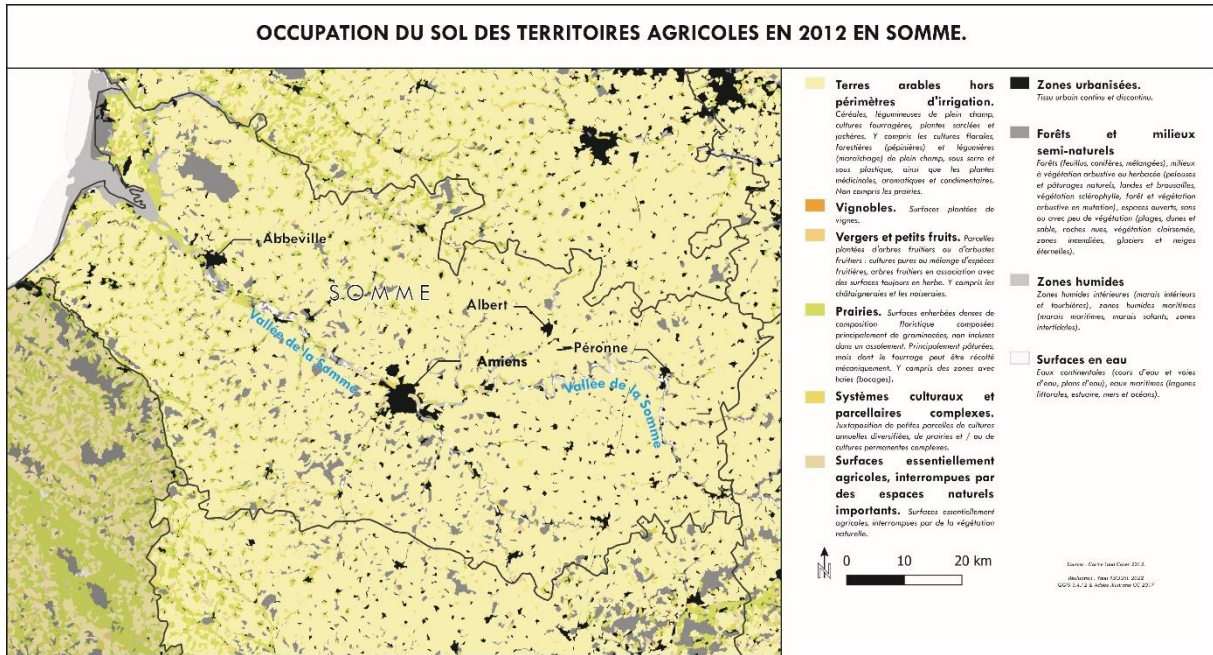 OCCUPATION DU SOL DES TERRITOIRES AGRICOLES EN 2012 EN SOMME.
Abbeville
SOMME
Albert
Péronne
Amiens
Vallée de la Somme
Vallée de la Somme
Terres arables hors
périmètres d'irrigation.
Céréales, légumineuses de plein champ,
cultures fourragères, plantes sarclées et
jachères. Y compris les cultures florales,
forestières (pépinières) et légumières
(maraîchage) de plein champ, sous serre et
sous plastique, ainsi que les plantes
médicinales, aromatiques et condimentaires.
Non compris les prairies.
Vignobles. Surfaces plantées de
vignes.
Vergers et petits fruits. Parcelles
plantées d'arbres fruitiers ou d'arbustes
fruitiers : cultures pures ou mélange d'espèces
fruitières, arbres fruitiers en association avec
des surfaces toujours en herbe. Y compris les
châtaigneraies et les noiseraies.
Prairies. Surfaces enherbées denses de
composition floristique composées
principalement de graminacées, non incluses
dans un assolement. Principalement pâturées,
mais dont le fourrage peut être récolté
mécaniquement. Y compris des zones avec
haies (bocages).
Systèmes culturaux et
parcellaires complexes.
Juxtaposition de petites parcelles de cultures
annuelles diversifiées, de prairies et / ou de
cultures permanentes complexes.
Surfaces essentiellement
agricoles, interrompues par
des espaces naturels
importants. Surfaces essentiellement
agricoles, interrompues par de la végétation
naturelle.
N
0 10 20 km
Zones urbanisées.
Tissu urbain continu et discontinu.
Forêts et milieux
semi-naturels
Forêts (feuillus, conifères, mélangées), milieux
à végétation arbustive ou herbacée (pelouses
et pâturages naturels, landes et broussailles,
végétation sclérophylle, forêt et végétation
arbustive en mutation), espaces ouverts, sans
ou avec peu de végétation (plages, dunes et
sable, roches nues, végétation clairsemée,
zones incendiées, glaciers et neiges
éternelles).
Zones humides
Zones humides intérieures (marais intérieurs
et tourbières), zones humides maritimes
(marais maritimes, marais salants, zones
intertidales).
Surfaces en eau
Eaux continentales (cours d'eau et voies
d'eau, plans d'eau), eaux maritimes (lagunes
littorales, estuaire, mers et océans).
Source : Corine Land Cover 2012.
2022
QGIS 3.4.12 & Adobe Illustrator CC 2017